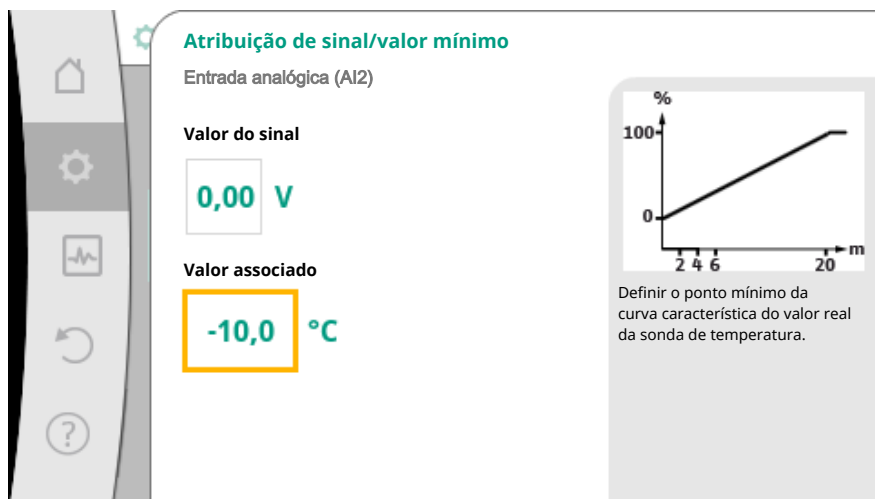 Atribuição de sinal/valor mínimo
Entrada analógica (AI2)
Valor do sinal
0,00 V
Valor associado
-10,0 °C
%
100
0
2 4 6 20 m
Definir o ponto mínimo da
curva característica do valor real
da sonda de temperatura.
?